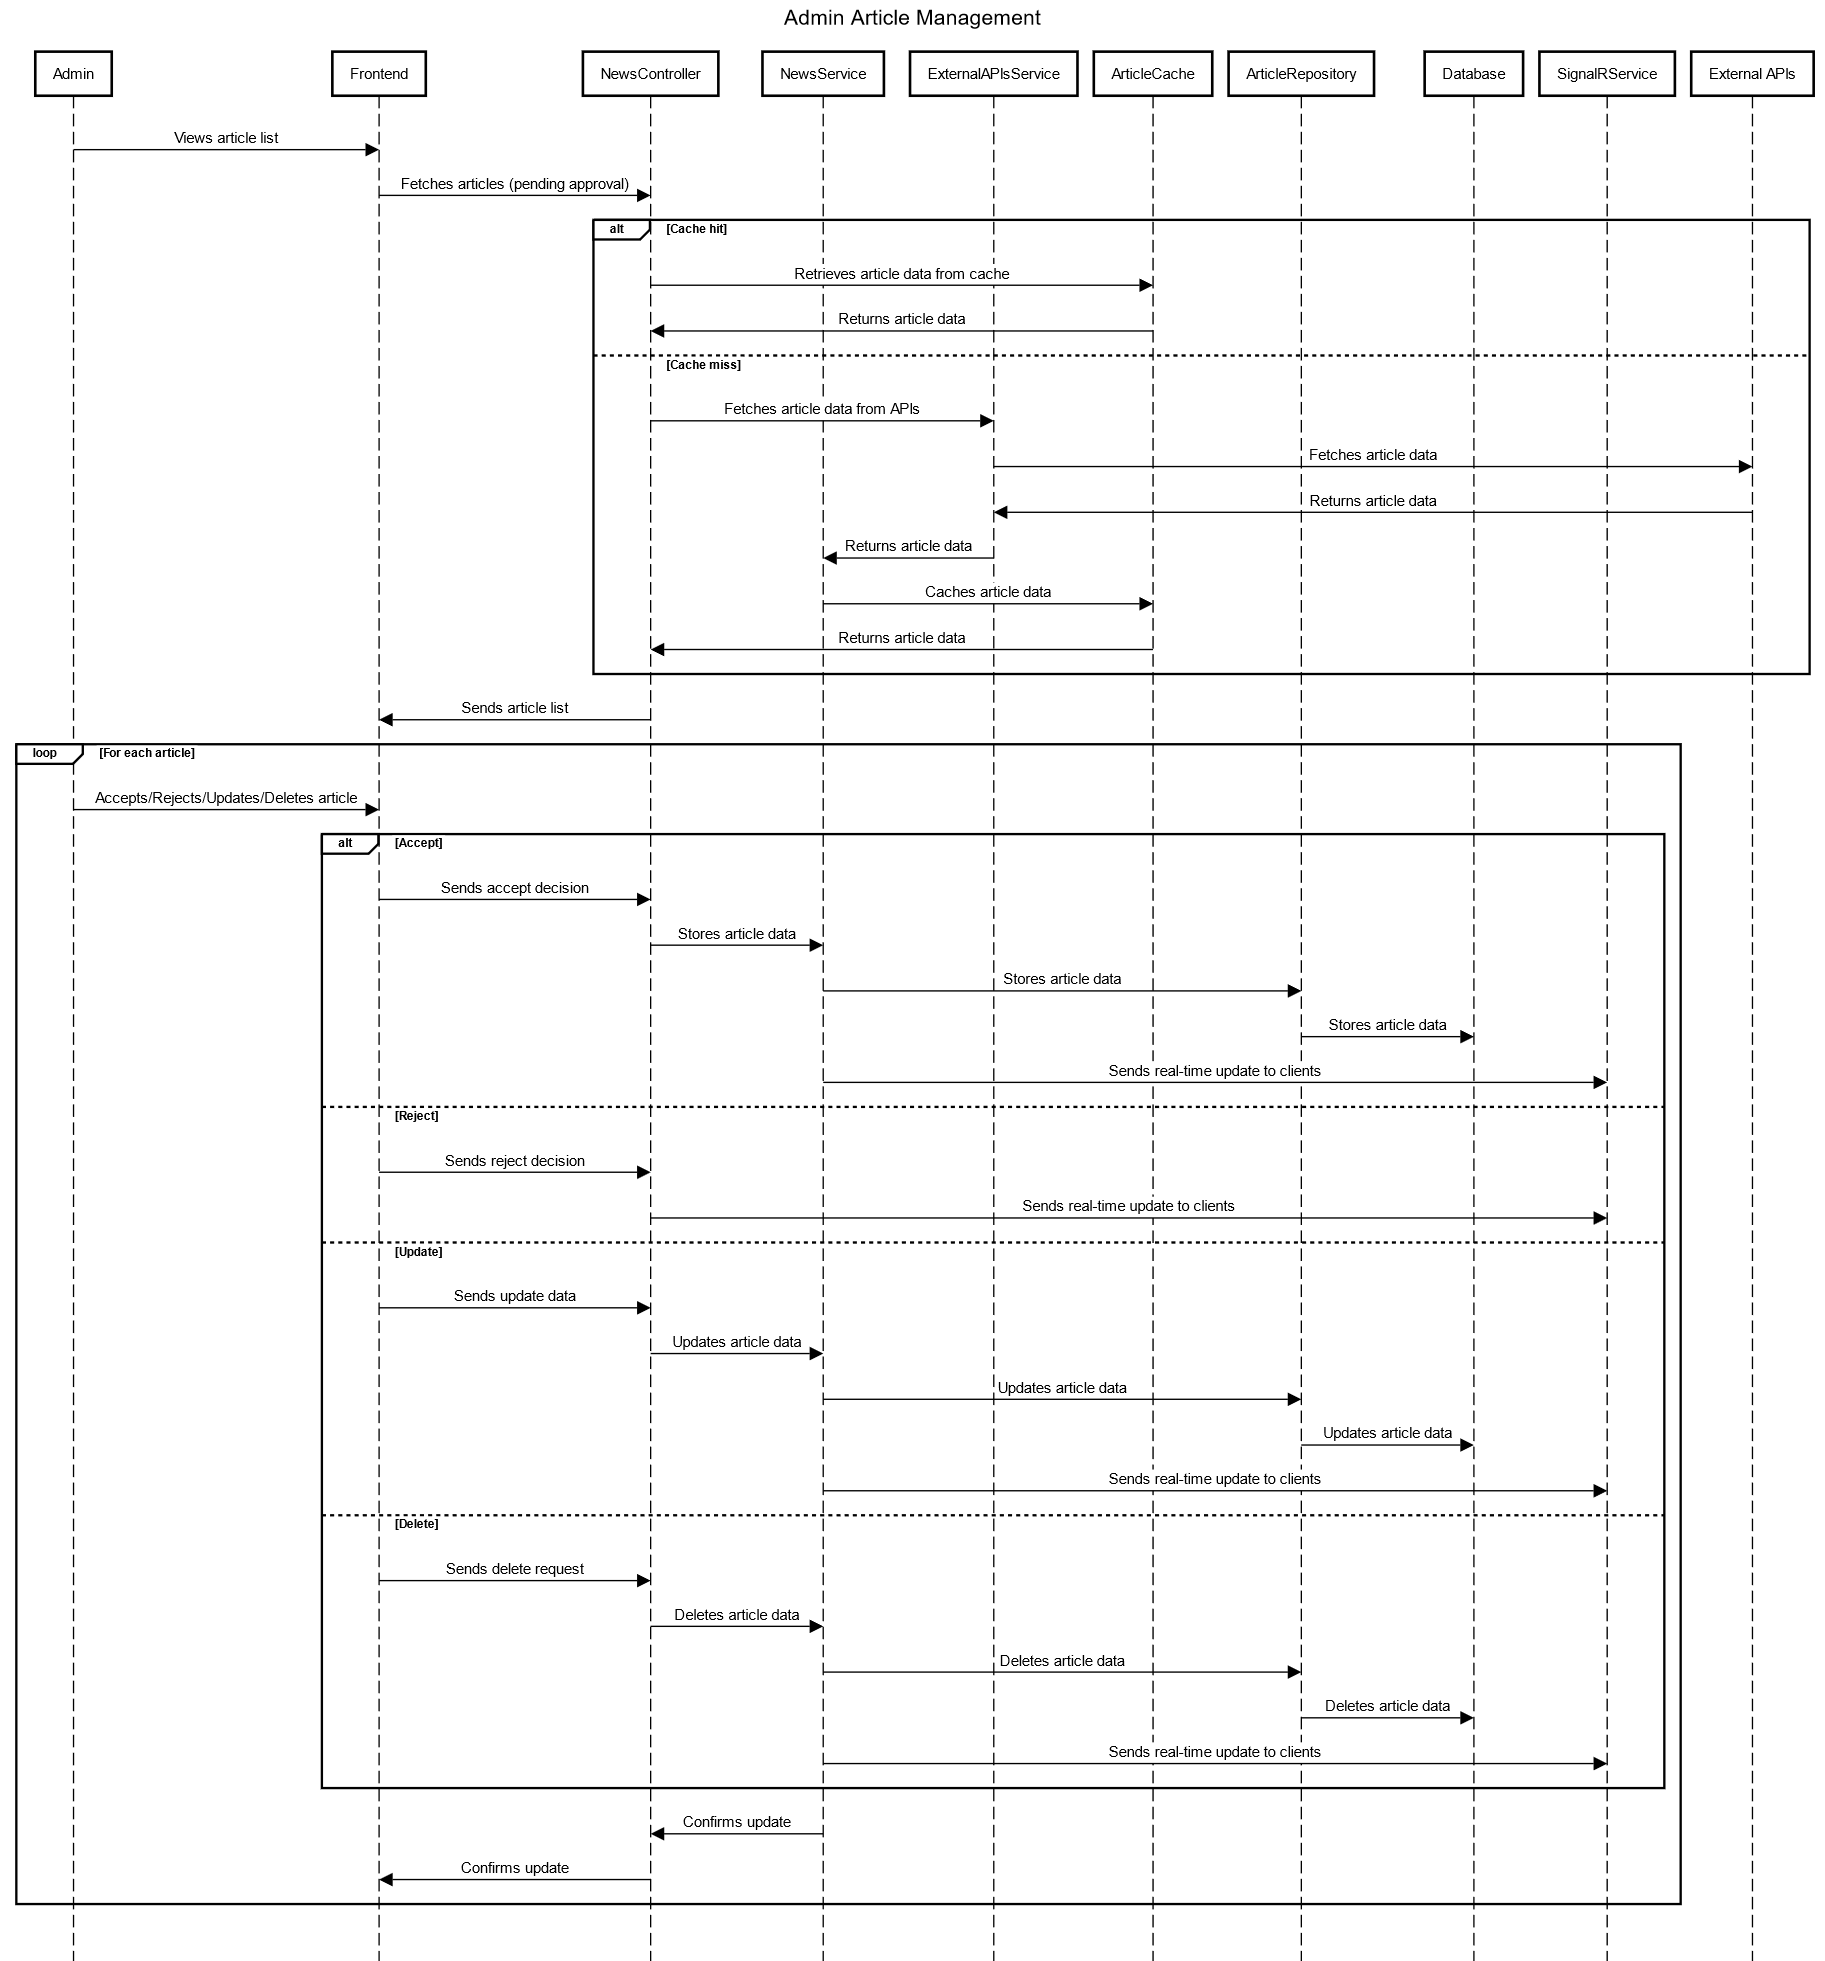 Admin Article Management
Admin
Frontend
NewsController
NewsService
ExternalAPIsService
ArticleCache
ArticleRepository
Database
SignalRService
External APIs
Views article list
Fetches articles (pending approval)
alt
[Cache hit]
Retrieves article data from cache
Returns article data
[Cache miss]
Fetches article data from APIs
Fetches article data
Returns article data
Returns article data
Caches article data
Returns article data
Sends article list
loop
[For each article]
Accepts/Rejects/Updates/Deletes article
alt
[Accept]
Sends accept decision
Stores article data
Stores article data
Stores article data
Sends real-time update to clients
[Reject]
Sends reject decision
Sends real-time update to clients
[Update]
Sends update data
Updates article data
Updates article data
Updates article data
Sends real-time update to clients
[Delete]
Sends delete request
Deletes article data
Deletes article data
Deletes article data
Sends real-time update to clients
Confirms update
Confirms update